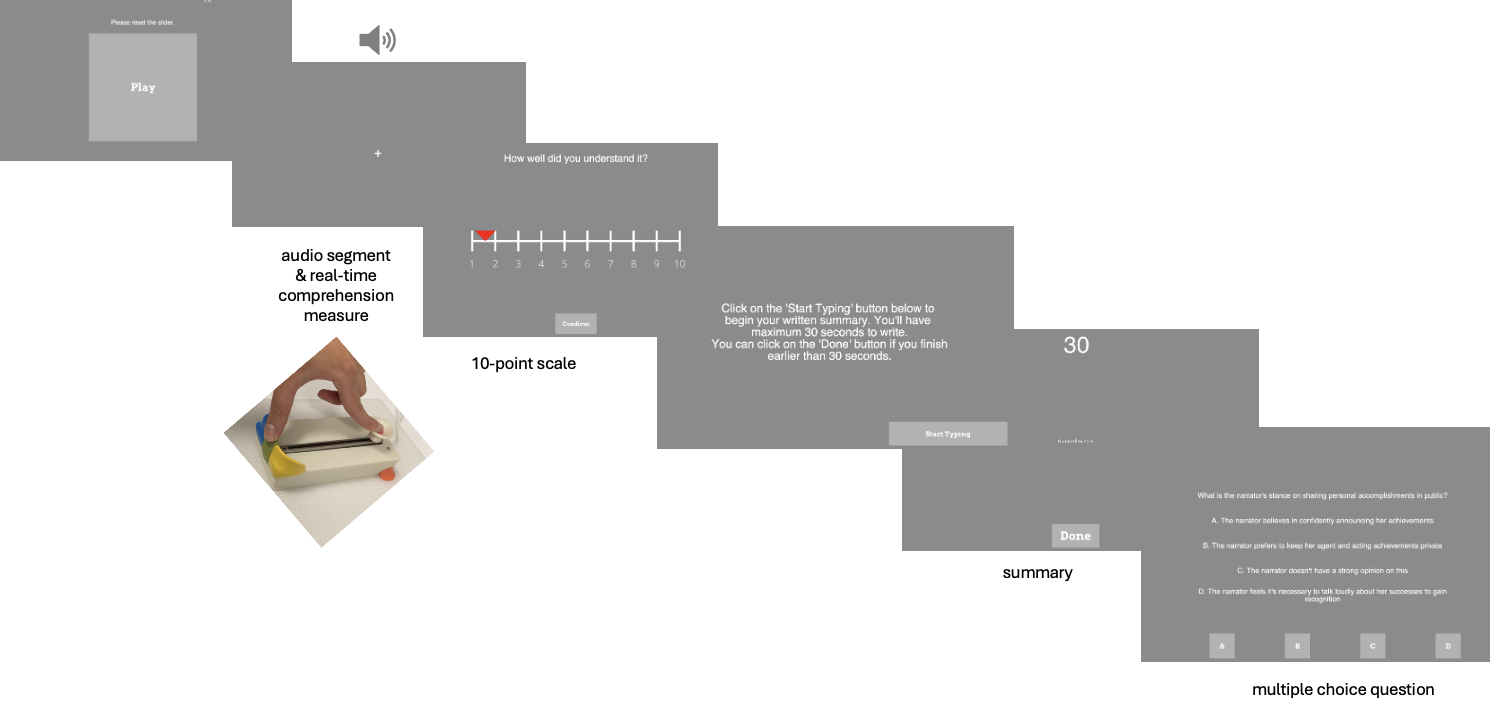 Please reset the slider.
Play
+
How well did you understand it?
1 2 3 4 5 6 7 8 9 10
Confirm
audio segment
& real-time
comprehension
measure
10-point scale
Click on the 'Start Typing' button below to
begin your written summary. You'll have
maximum 30 seconds to write.
You can click on the 'Done' button if you finish
earlier than 30 seconds.
Start Typing
30
Done
summary
What is the narrator's stance on sharing personal accomplishments in public?
A. The narrator believes in confidently announcing her achievements
B. The narrator prefers to keep her agent and acting achievements private
C. The narrator doesn't have a strong opinion on this
D. The narrator feels it's necessary to talk loudly about her successes to gain
recognition
A B C D
multiple choice question